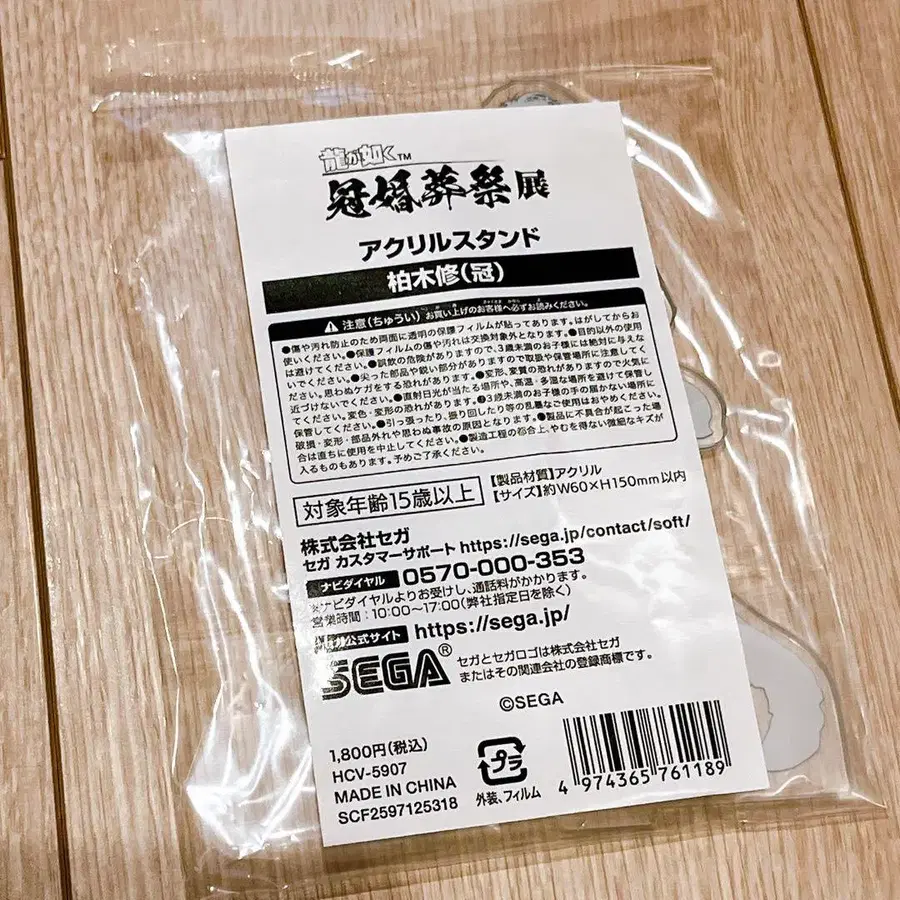 龍が如く™
冠婚葬祭展
アクリルスタンド
柏木修(冠)
⚠注意(ちゅうい) お買い上げのお客様へ必ずお読みください。
●傷や汚れ防止のため両面に透明の保護フィルムが貼ってあります。はがしてからお
使いください。●保護フィルムの傷や汚れは交換対象外となります。●目的以外の使用
は避けてください。●誤飲の危険がありますので、3歳未満のお子様には絶対に与えな
いでください。●尖った部品や鋭い部分がありますので取扱や保管場所に注意してく
ださい。思わぬケガをする恐れがあります。●変形、変質の恐れがありますので火気に
近づけないでください。●直射日光が当たる場所や、高温・多湿な場所を避けて保管し
てください。変色・変形の恐れがあります。●3歳未満のお子様の手の届かない場所に
保管してください。●引っ張ったり、振り回したり等の乱暴なご使用はおやめください。
破損・変形・部品外れや思わぬ事故の原因となります。●製品に不具合が起こった場
合は直ちに使用を中止してください。●製造工程の都合上、やむを得ない微細なキズが
入るものもあります。予めご了承ください。
対象年齢15歳以上
【製品材質】アクリル
【サイズ】約W60×H150mm以内
株式会社セガ
セガ カスタマーサポート https://sega.jp/contact/soft/
ナビダイヤル 0570-000-353
※ナビダイヤルよりお受けし、通話料がかかります。
営業時間:10:00~17:00(弊社指定日を除く)
公式サイト https://sega.jp/
SEGA®
セガとセガロゴは株式会社セガ
またはその関連会社の登録商標です。
©SEGA
1,800円(税込)
HCV-5907
MADE IN CHINA
SCF2597125318
プラ
外装、フィルム
4 974365 761189